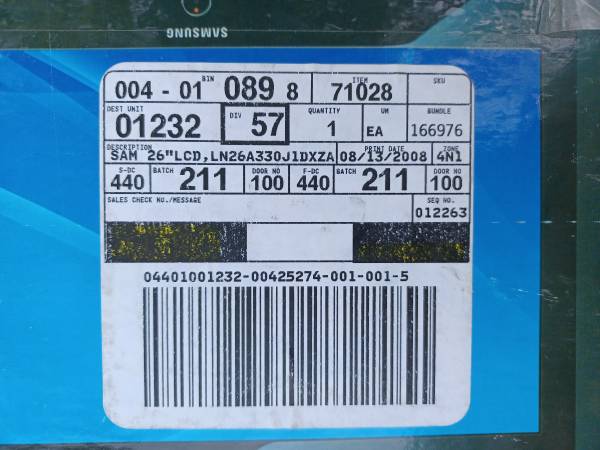 SAMSUNG
004 - 01 BIN 089 8 ITEM 71028 SKU
DEST UNIT 01232 DIV 57 QUANTITY 1 UM EA BUNDLE 166976
DESCRIPTION SAM 26"LCD,LN26A330J1DXZA PRINT DATE 08/13/2008 ZONE 4N1
S-DC 440 BATCH 211 DOOR NO 100 F-DC 440 BATCH 211 DOOR NO 100
SALES CHECK NO./MESSAGE SEQ NO. 012263
04401001232-00425274-001-001-5